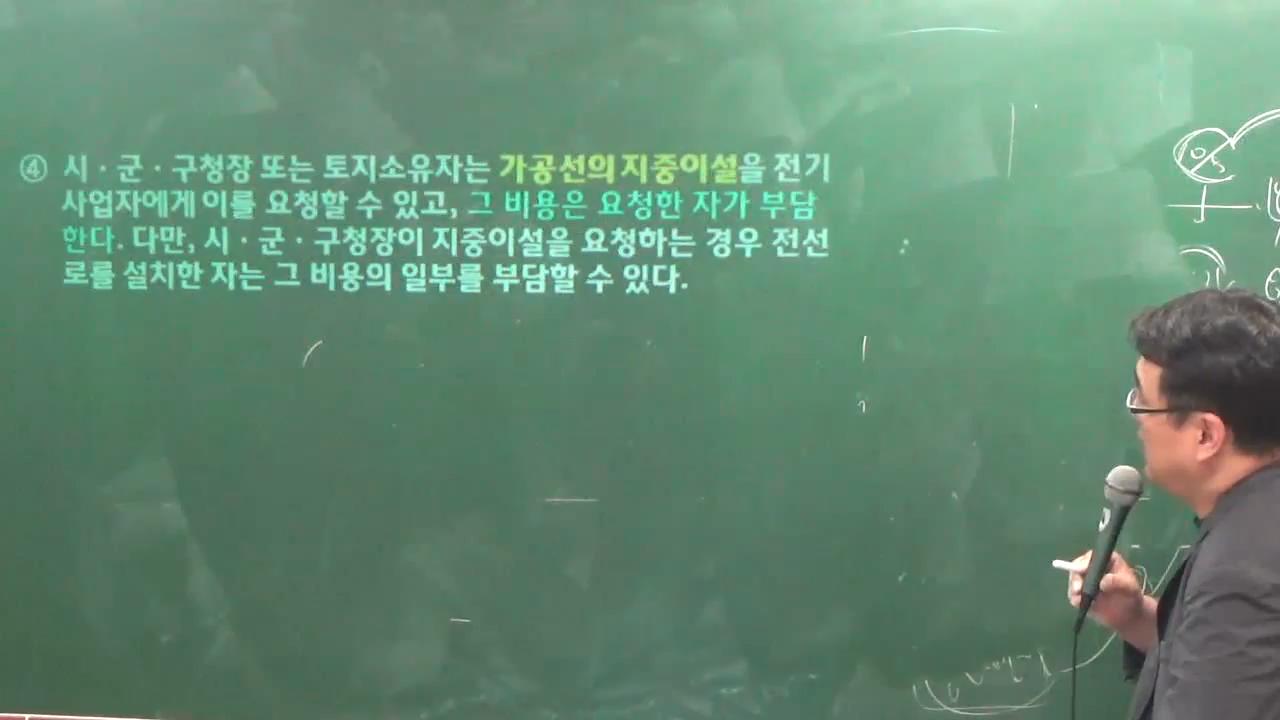 ④ 시·군·구청장 또는 토지소유자는 가공선의 지중이설을 전기
사업자에게 이를 요청할 수 있고, 그 비용은 요청한 자가 부담
한다. 다만, 시·군·구청장이 지중이설을 요청하는 경우 전선
로를 설치한 자는 그 비용의 일부를 부담할 수 있다.